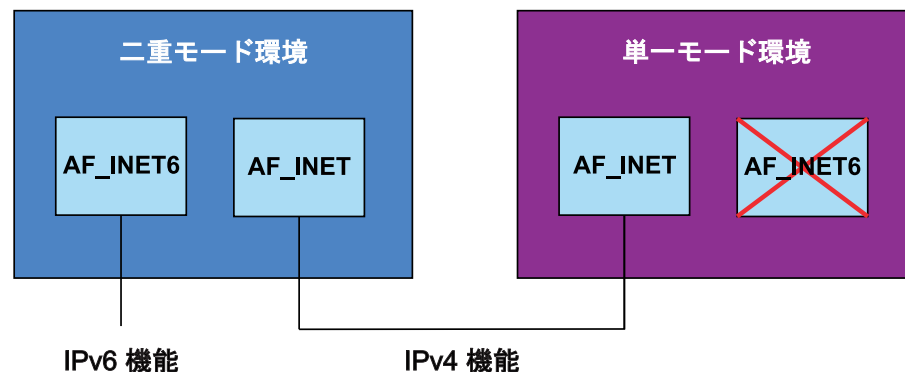 二重モード環境
単一モード環境
AF_INET6
AF_INET
AF_INET
AF_INET6
IPv6 機能
IPv4 機能